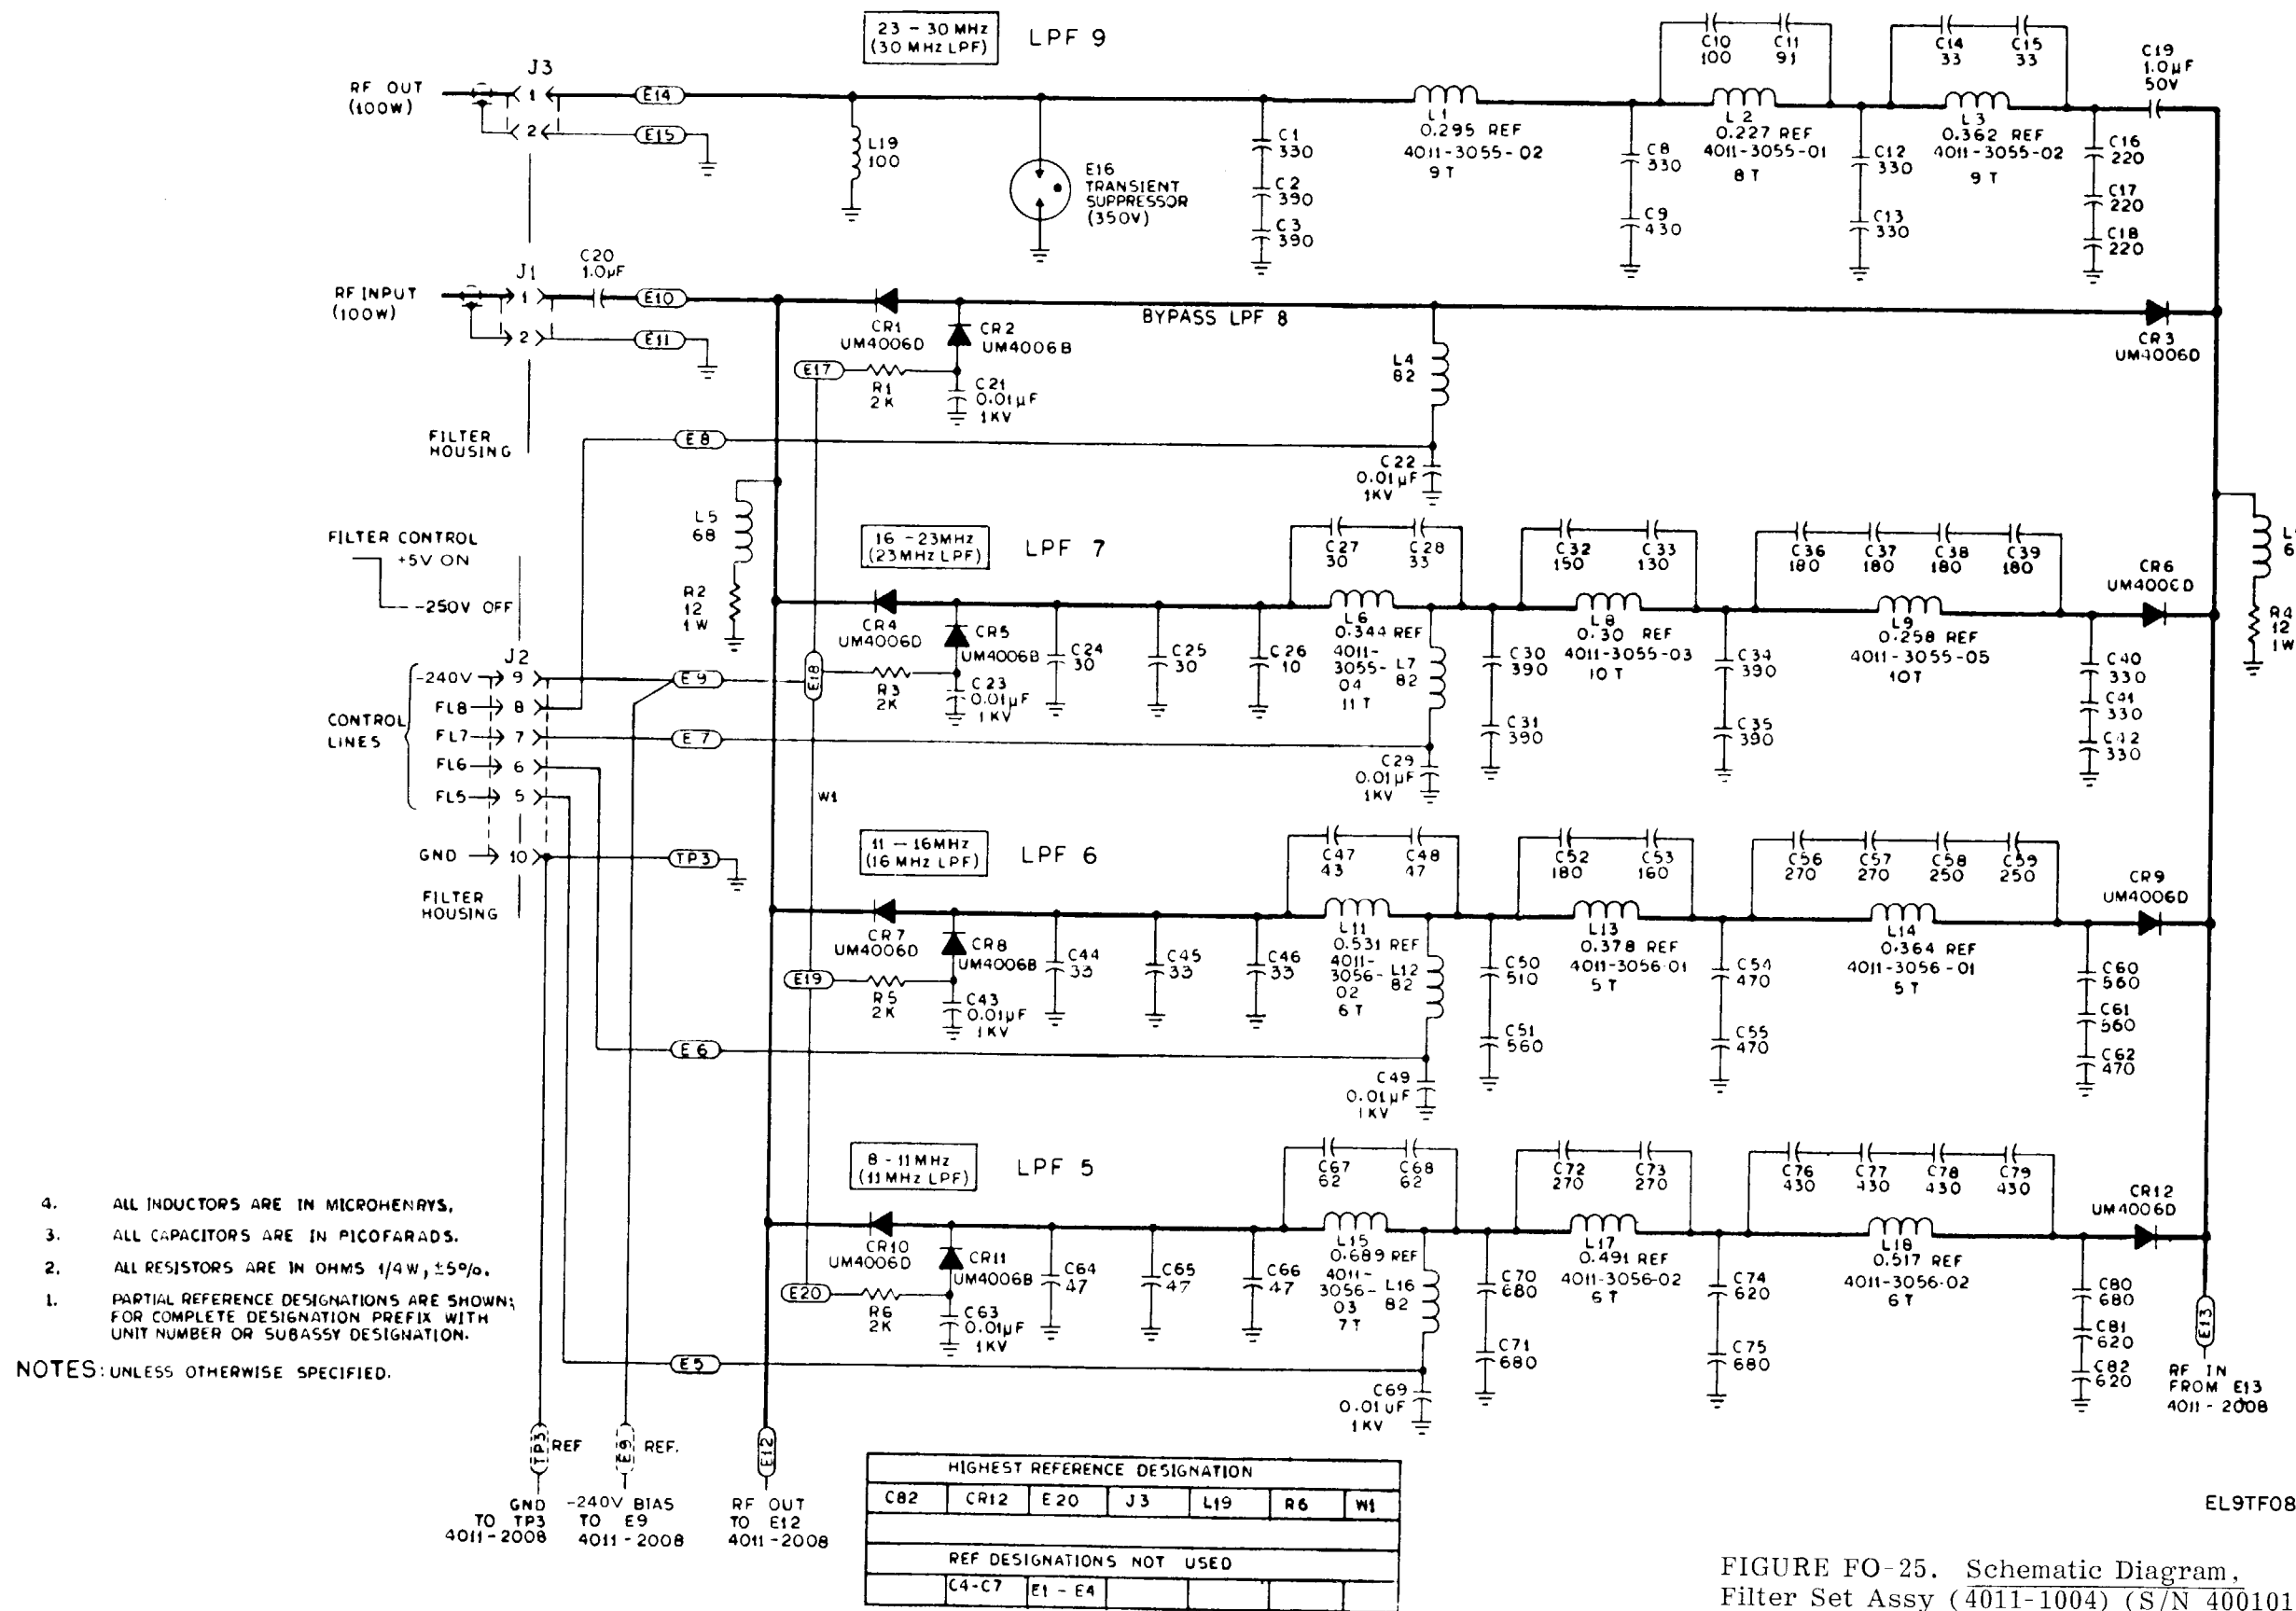 23 - 30 MHz
(30 MHz LPF)
LPF 9
J3
RF OUT
(100W)
1
E14
2
E15
L19
100
E16
TRANSIENT
SUPPRESSOR
(350V)
C1
330
C2
390
C3
390
L1
0.295 REF
4011-3055-02
9T
C8
330
C9
430
C10
100
C11
91
L2
0.227 REF
4011-3055-01
8T
C12
330
C13
330
C14
33
C15
33
L3
0.362 REF
4011-3055-02
9T
C16
220
C17
220
C18
220
C19
1.0µF
50V
J1
RF INPUT
(100W)
1
C20
1.0µF
E10
2
E11
CR1
UM4006D
CR2
UM4006B
BYPASS LPF 8
CR3
UM4006D
E17
R1
2K
C21
0.01µF
1KV
L4
82
FILTER
HOUSING
E8
C22
0.01µF
1KV
L5
68
R2
12
1W
FILTER CONTROL
+5V ON
-250V OFF
16 - 23MHz
(23MHz LPF)
LPF 7
C27
30
C28
33
C32
150
C33
130
C36
180
C37
180
C38
180
C39
180
CR6
UM4006D
R4
12
1W
CR4
UM4006D
CR5
UM4006B
C24
30
C25
30
C26
10
L6
0.344 REF
4011-
3055-
04
11T
L7
82
C30
390
C31
390
L8
0.30 REF
4011-3055-03
10T
C34
390
C35
390
L9
0.258 REF
4011-3055-05
10T
C40
330
C41
330
C42
330
J2
-240V
9
E9
E18
R3
2K
C23
0.01µF
1KV
CONTROL
LINES
FL8
8
FL7
7
E7
FL6
6
FL5
5
GND
10
TP3
C29
0.01µF
1KV
W1
FILTER
HOUSING
11 - 16MHz
(16 MHz LPF)
LPF 6
C47
43
C48
47
C52
180
C53
160
C56
270
C57
270
C58
250
C59
250
CR9
UM4006D
CR7
UM4006D
CR8
UM4006B
C44
33
C45
33
C46
33
L11
0.531 REF
4011-
3056-
02
6T
L12
82
C50
510
C51
560
L13
0.378 REF
4011-3056-01
5T
C54
470
C55
470
L14
0.364 REF
4011-3056-01
5T
C60
560
C61
560
C62
470
E19
R5
2K
C43
0.01µF
1KV
E6
C49
0.01µF
1KV
8 - 11MHz
(11MHz LPF)
LPF 5
C67
62
C68
62
C72
270
C73
270
C76
430
C77
430
C78
430
C79
430
CR12
UM4006D
CR10
UM4006D
CR11
UM4006B
C64
47
C65
47
C66
47
L15
0.689 REF
4011-
3056-
03
7T
L16
82
C70
680
C71
680
L17
0.491 REF
4011-3056-02
6T
C74
620
C75
680
L18
0.517 REF
4011-3056-02
6T
C80
680
C81
620
C82
620
E20
R6
2K
C63
0.01µF
1KV
E5
C69
0.01UF
1KV
E13
RF IN
FROM E13
4011-2008
4. ALL INDUCTORS ARE IN MICROHENRYS.
3. ALL CAPACITORS ARE IN PICOFARADS.
2. ALL RESISTORS ARE IN OHMS 1/4W, ±5%.
1. PARTIAL REFERENCE DESIGNATIONS ARE SHOWN;
FOR COMPLETE DESIGNATION PREFIX WITH
UNIT NUMBER OR SUBASSY DESIGNATION.
NOTES: UNLESS OTHERWISE SPECIFIED.
TP3 REF
E9 REF.
E12
GND
TO TP3
4011-2008
-240V BIAS
TO E9
4011-2008
RF OUT
TO E12
4011-2008
HIGHEST REFERENCE DESIGNATION
C82 CR12 E20 J3 L19 R6 W1
REF DESIGNATIONS NOT USED
C4-C7 E1 - E4
EL9TF08
FIGURE FO-25. Schematic Diagram,
Filter Set Assy (4011-1004) (S/N 400101